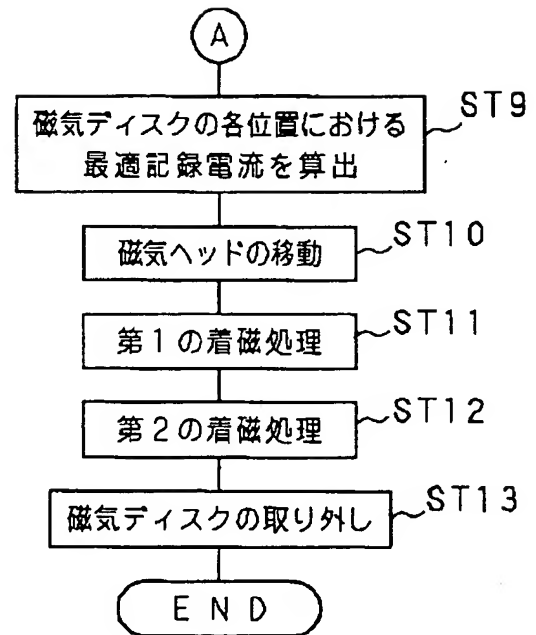 A
磁気ディスクの各位置における
最適記録電流を算出
ST9
磁気ヘッドの移動
ST10
第1の着磁処理
ST11
第2の着磁処理
ST12
磁気ディスクの取り外し
ST13
END